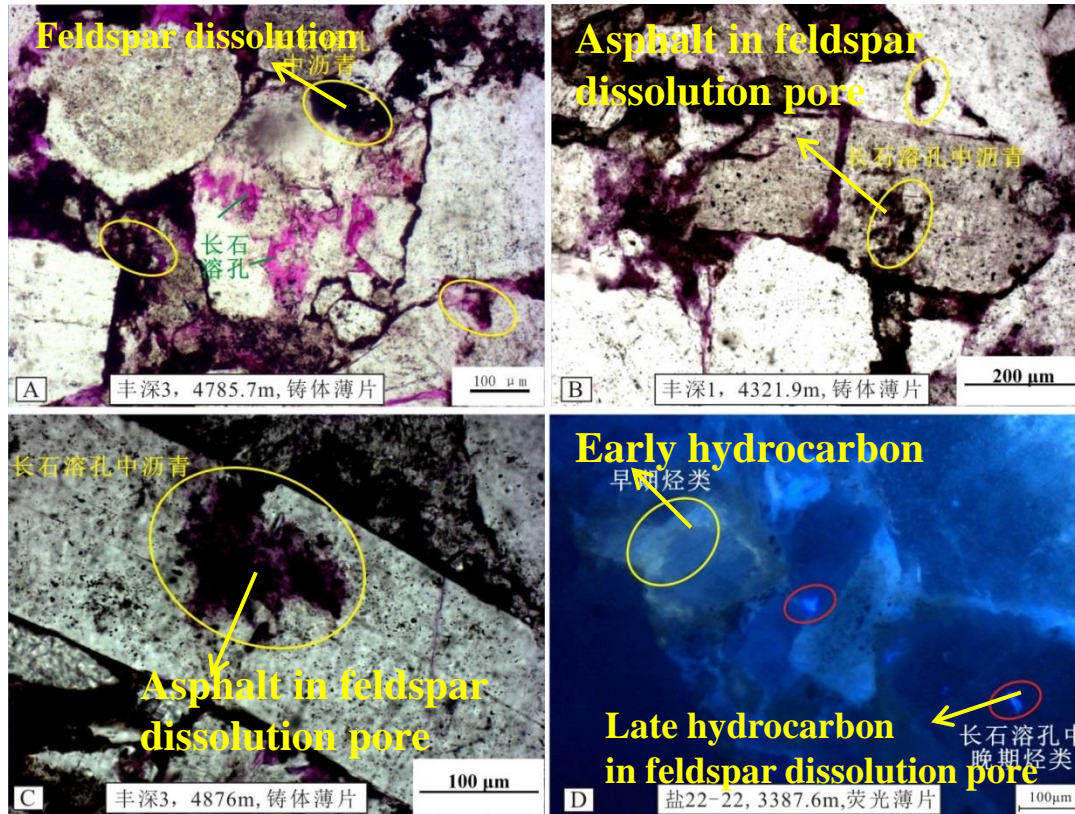 Feldspar dissolution
中沥青
长石
溶孔
A
丰深3，4785.7m,铸体薄片
100 μm
Asphalt in feldspar
dissolution pore
长石溶孔中沥青
B
丰深1，4321.9m,铸体薄片
200 μm
长石溶孔中沥青
Asphalt in feldspar
dissolution pore
C
丰深3，4876m,铸体薄片
100 μm
Early hydrocarbon
早期烃类
Late hydrocarbon
in feldspar dissolution pore
长石溶孔中
晚期烃类
D
盐22-22, 3387.6m,荧光薄片
100μm